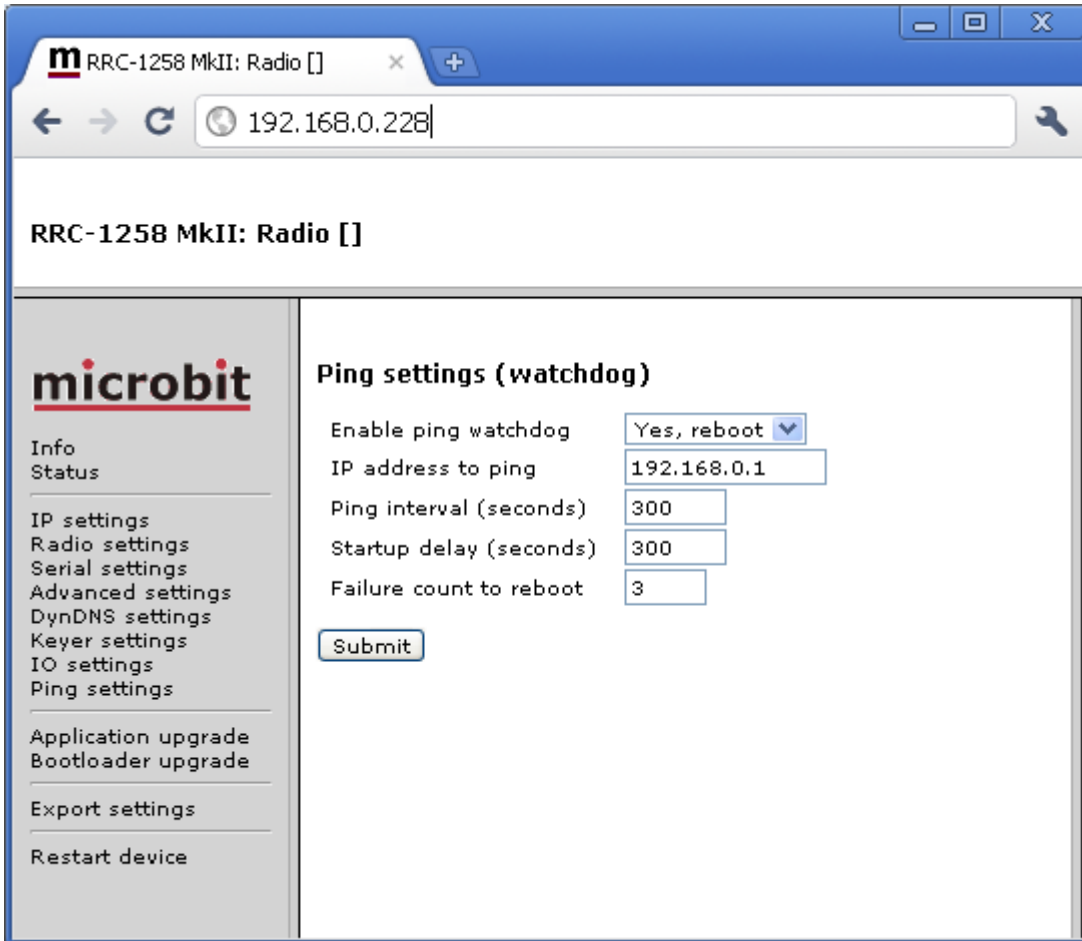 RRC-1258 MkII: Radio []
192.168.0.228
RRC-1258 MkII: Radio []
microbit
Info
Status
IP settings
Radio settings
Serial settings
Advanced settings
DynDNS settings
Keyer settings
IO settings
Ping settings
Application upgrade
Bootloader upgrade
Export settings
Restart device
Ping settings (watchdog)
Enable ping watchdog Yes, reboot
IP address to ping 192.168.0.1
Ping interval (seconds) 300
Startup delay (seconds) 300
Failure count to reboot 3
Submit